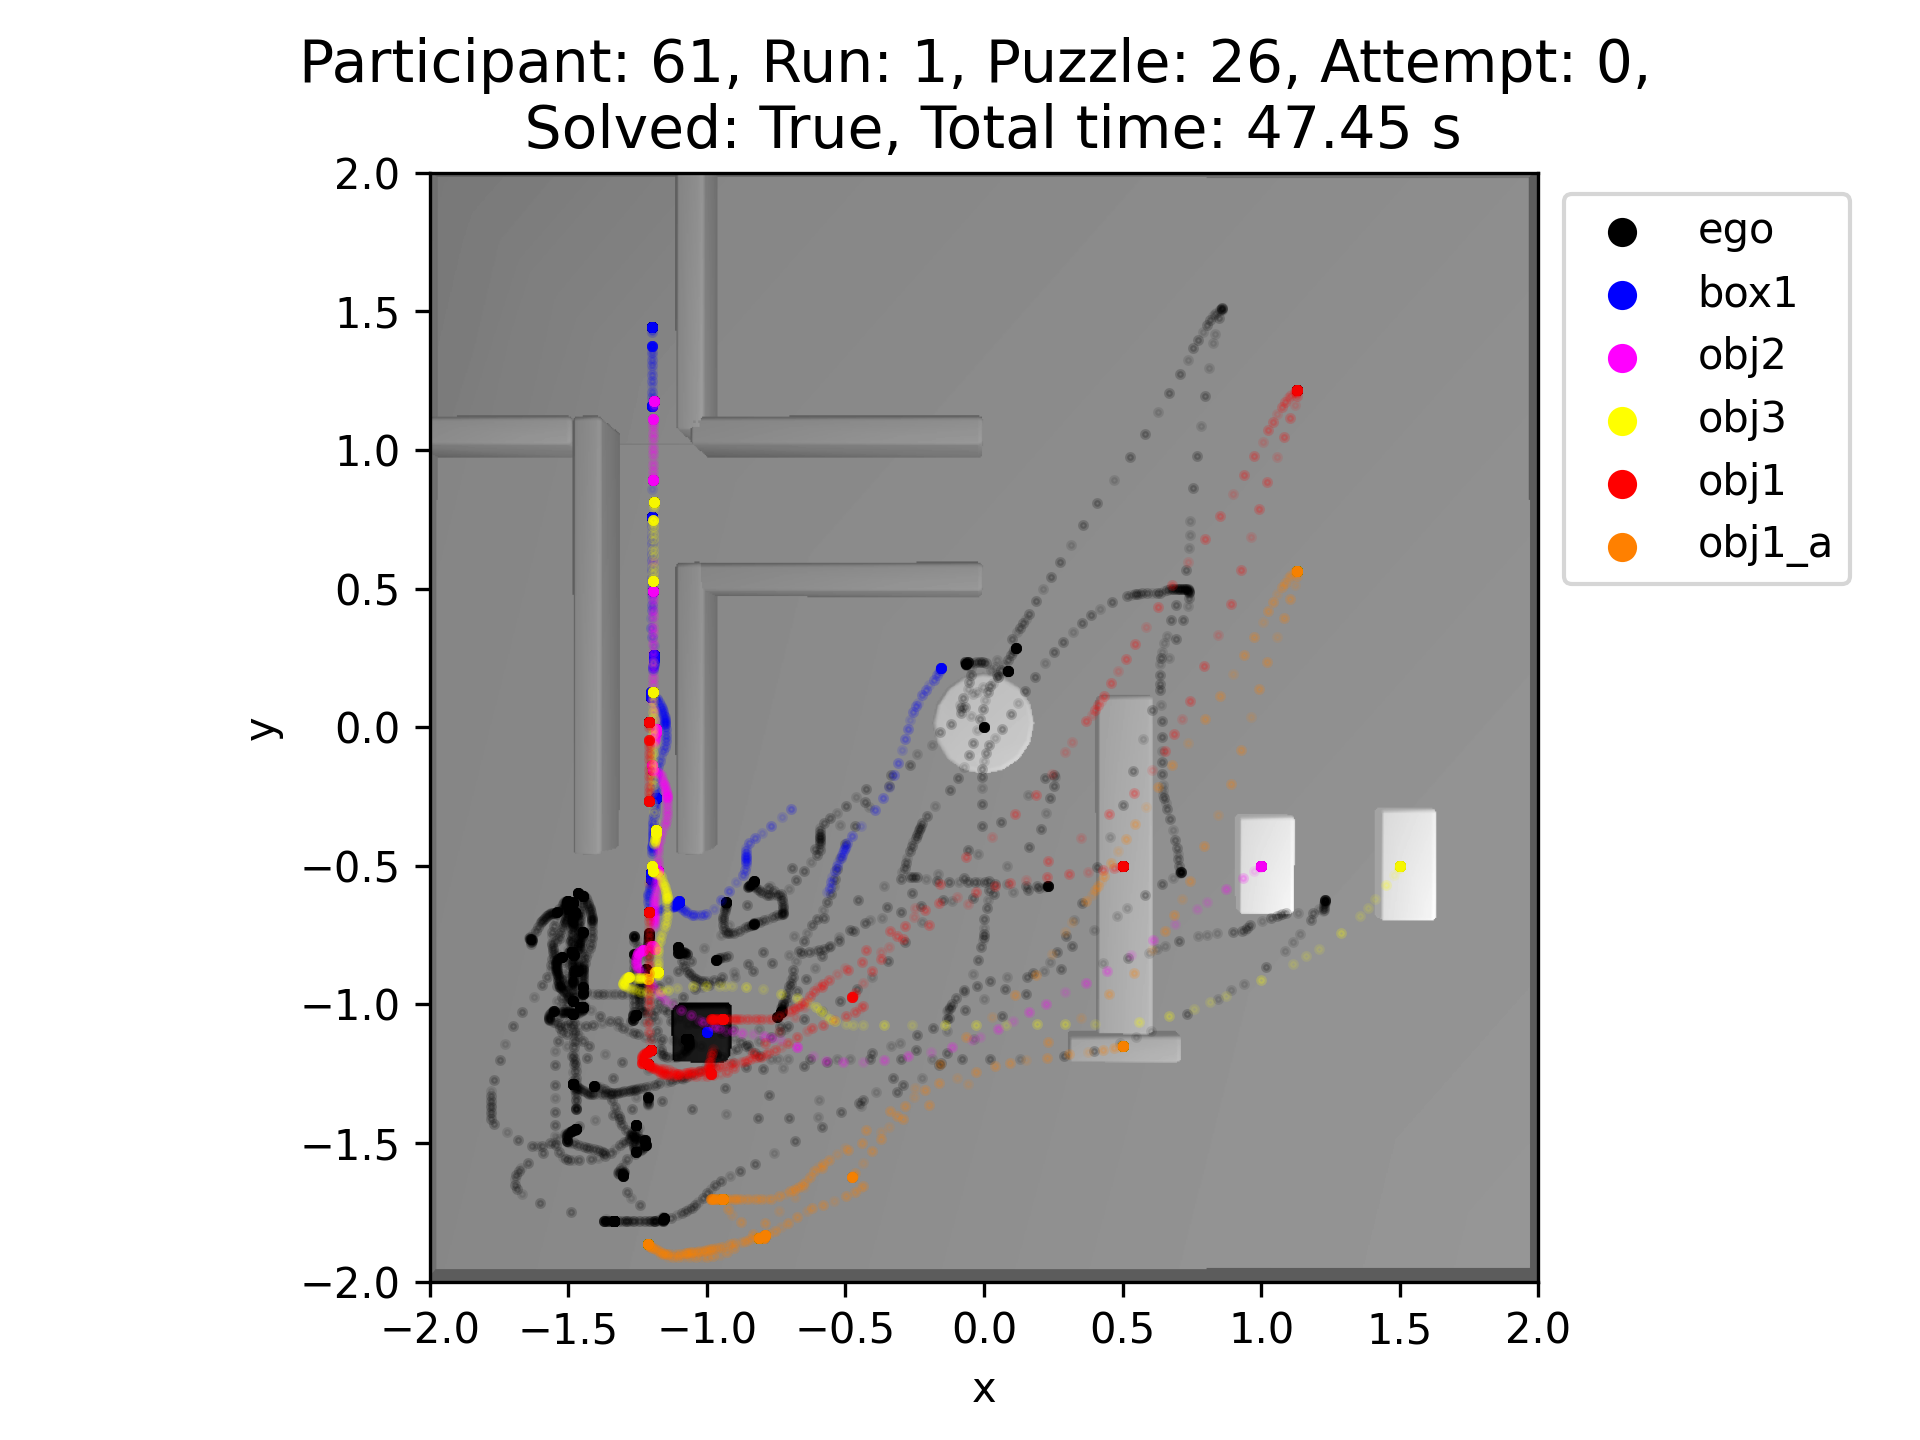 Participant: 61, Run: 1, Puzzle: 26, Attempt: 0,
Solved: True, Total time: 47.45 s
2.0
1.5
1.0
0.5
0.0
−0.5
−1.0
−1.5
−2.0
y
−2.0 −1.5 −1.0 −0.5 0.0 0.5 1.0 1.5 2.0
x
ego
box1
obj2
obj3
obj1
obj1_a